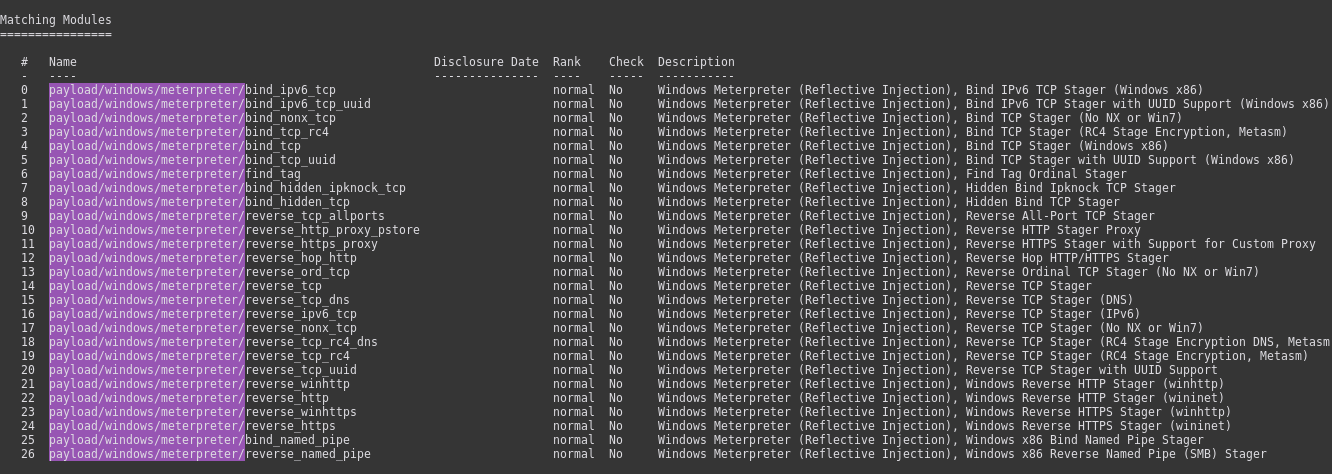 Matching Modules
================
#  Name  Disclosure Date  Rank  Check  Description
-  ----  ---------------  ----  -----  -----------
0  payload/windows/meterpreter/bind_ipv6_tcp  normal  No  Windows Meterpreter (Reflective Injection), Bind IPv6 TCP Stager (Windows x86)
1  payload/windows/meterpreter/bind_ipv6_tcp_uuid  normal  No  Windows Meterpreter (Reflective Injection), Bind IPv6 TCP Stager with UUID Support (Windows x86)
2  payload/windows/meterpreter/bind_nonx_tcp  normal  No  Windows Meterpreter (Reflective Injection), Bind TCP Stager (No NX or Win7)
3  payload/windows/meterpreter/bind_tcp_rc4  normal  No  Windows Meterpreter (Reflective Injection), Bind TCP Stager (RC4 Stage Encryption, Metasm)
4  payload/windows/meterpreter/bind_tcp  normal  No  Windows Meterpreter (Reflective Injection), Bind TCP Stager (Windows x86)
5  payload/windows/meterpreter/bind_tcp_uuid  normal  No  Windows Meterpreter (Reflective Injection), Bind TCP Stager with UUID Support (Windows x86)
6  payload/windows/meterpreter/find_tag  normal  No  Windows Meterpreter (Reflective Injection), Find Tag Ordinal Stager
7  payload/windows/meterpreter/bind_hidden_ipknock_tcp  normal  No  Windows Meterpreter (Reflective Injection), Hidden Bind Ipknock TCP Stager
8  payload/windows/meterpreter/bind_hidden_tcp  normal  No  Windows Meterpreter (Reflective Injection), Hidden Bind TCP Stager
9  payload/windows/meterpreter/reverse_tcp_allports  normal  No  Windows Meterpreter (Reflective Injection), Reverse All-Port TCP Stager
10  payload/windows/meterpreter/reverse_http_proxy_pstore  normal  No  Windows Meterpreter (Reflective Injection), Reverse HTTP Stager Proxy
11  payload/windows/meterpreter/reverse_https_proxy  normal  No  Windows Meterpreter (Reflective Injection), Reverse HTTPS Stager with Support for Custom Proxy
12  payload/windows/meterpreter/reverse_hop_http  normal  No  Windows Meterpreter (Reflective Injection), Reverse Hop HTTP/HTTPS Stager
13  payload/windows/meterpreter/reverse_ord_tcp  normal  No  Windows Meterpreter (Reflective Injection), Reverse Ordinal TCP Stager (No NX or Win7)
14  payload/windows/meterpreter/reverse_tcp  normal  No  Windows Meterpreter (Reflective Injection), Reverse TCP Stager
15  payload/windows/meterpreter/reverse_tcp_dns  normal  No  Windows Meterpreter (Reflective Injection), Reverse TCP Stager (DNS)
16  payload/windows/meterpreter/reverse_ipv6_tcp  normal  No  Windows Meterpreter (Reflective Injection), Reverse TCP Stager (IPv6)
17  payload/windows/meterpreter/reverse_nonx_tcp  normal  No  Windows Meterpreter (Reflective Injection), Reverse TCP Stager (No NX or Win7)
18  payload/windows/meterpreter/reverse_tcp_rc4_dns  normal  No  Windows Meterpreter (Reflective Injection), Reverse TCP Stager (RC4 Stage Encryption DNS, Metasm
19  payload/windows/meterpreter/reverse_tcp_rc4  normal  No  Windows Meterpreter (Reflective Injection), Reverse TCP Stager (RC4 Stage Encryption, Metasm)
20  payload/windows/meterpreter/reverse_tcp_uuid  normal  No  Windows Meterpreter (Reflective Injection), Reverse TCP Stager with UUID Support
21  payload/windows/meterpreter/reverse_winhttp  normal  No  Windows Meterpreter (Reflective Injection), Windows Reverse HTTP Stager (winhttp)
22  payload/windows/meterpreter/reverse_http  normal  No  Windows Meterpreter (Reflective Injection), Windows Reverse HTTP Stager (wininet)
23  payload/windows/meterpreter/reverse_winhttps  normal  No  Windows Meterpreter (Reflective Injection), Windows Reverse HTTPS Stager (winhttp)
24  payload/windows/meterpreter/reverse_https  normal  No  Windows Meterpreter (Reflective Injection), Windows Reverse HTTPS Stager (wininet)
25  payload/windows/meterpreter/bind_named_pipe  normal  No  Windows Meterpreter (Reflective Injection), Windows x86 Bind Named Pipe Stager
26  payload/windows/meterpreter/reverse_named_pipe  normal  No  Windows Meterpreter (Reflective Injection), Windows x86 Reverse Named Pipe (SMB) Stager